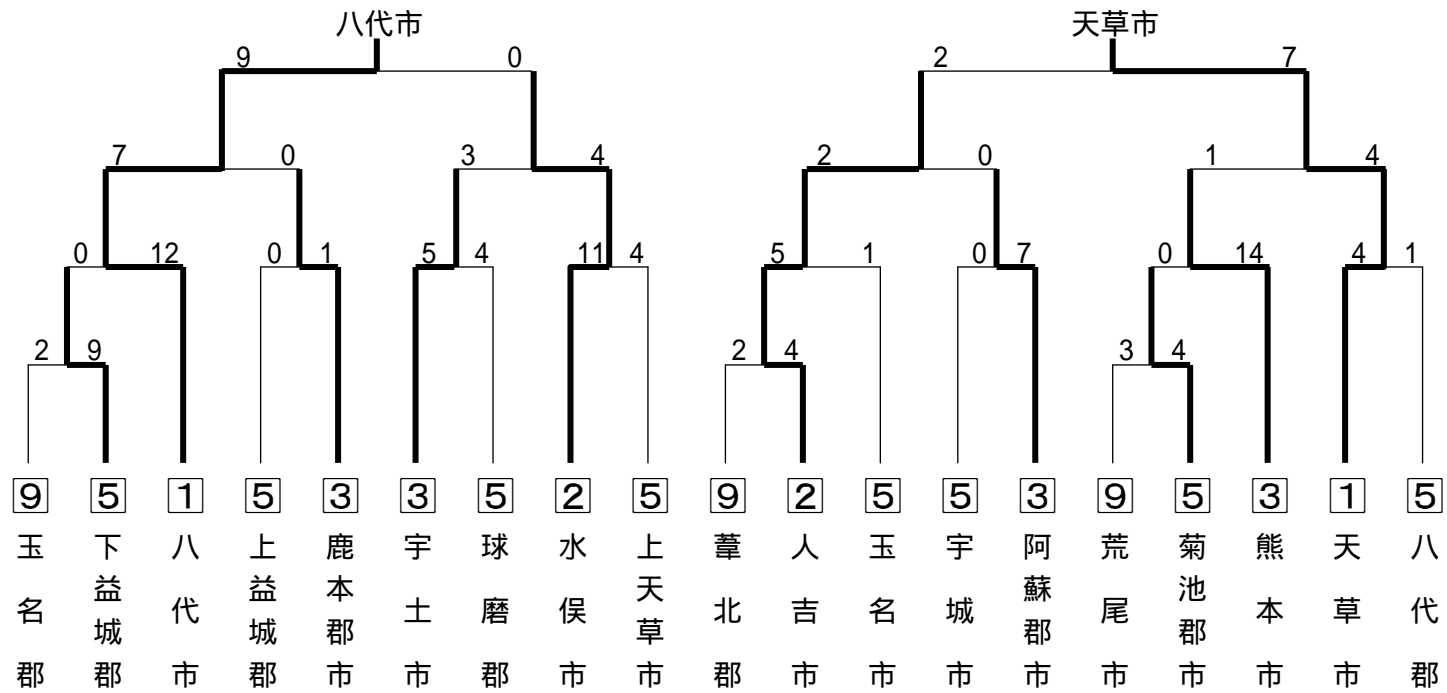 八代市 天草市
9 0 2 7
7 0 3 4 2 0 1 4
0 12 0 1 5 4 11 4 5 1 0 7 0 14 4 1
2 9 2 4 3 4
9 5 1 5 3 3 5 2 5 9 2 5 5 3 9 5 3 1 5
玉名郡
下益城郡
八代市
上益城郡
鹿本郡市
宇土市
球磨郡
水俣市
上天草市
葦北郡
人吉市
玉名市
宇城市
阿蘇郡市
荒尾市
菊池郡市
熊本市
天草市
八代郡